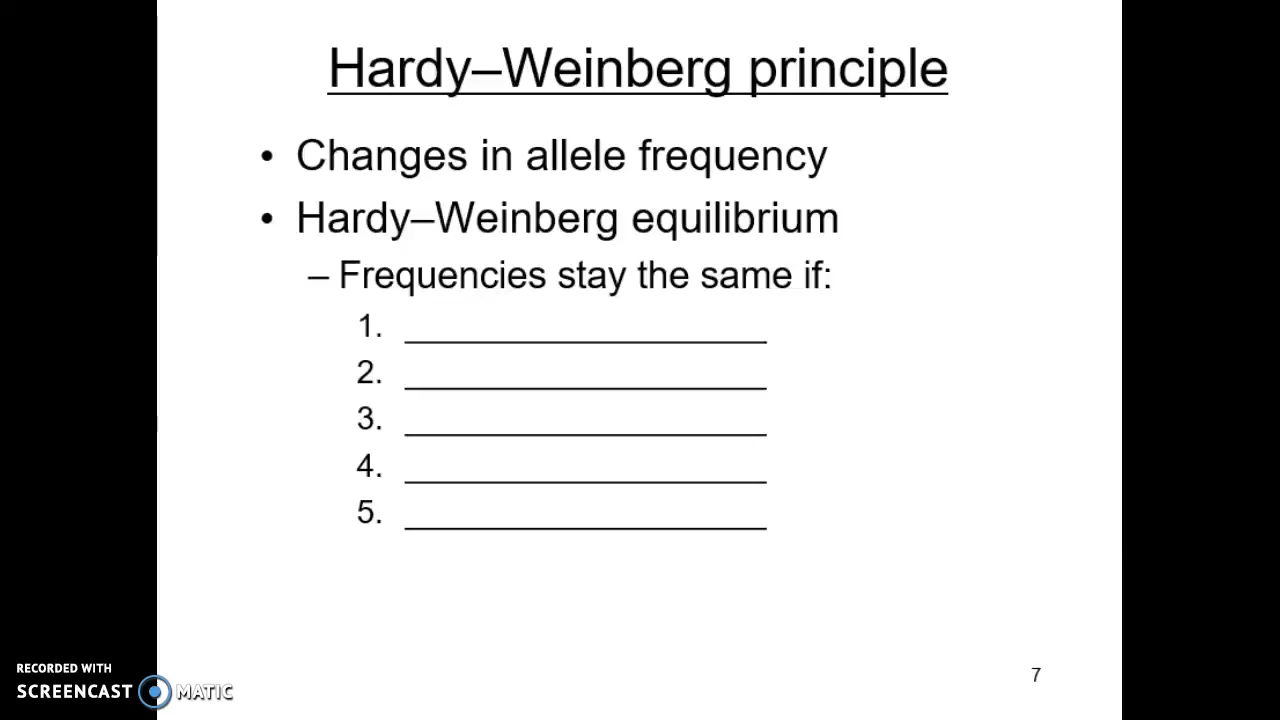 Hardy–Weinberg principle
• Changes in allele frequency
• Hardy–Weinberg equilibrium
– Frequencies stay the same if:
1. ____________________
2. ____________________
3. ____________________
4. ____________________
5. ____________________
7
RECORDED WITH
SCREENCAST MATIC